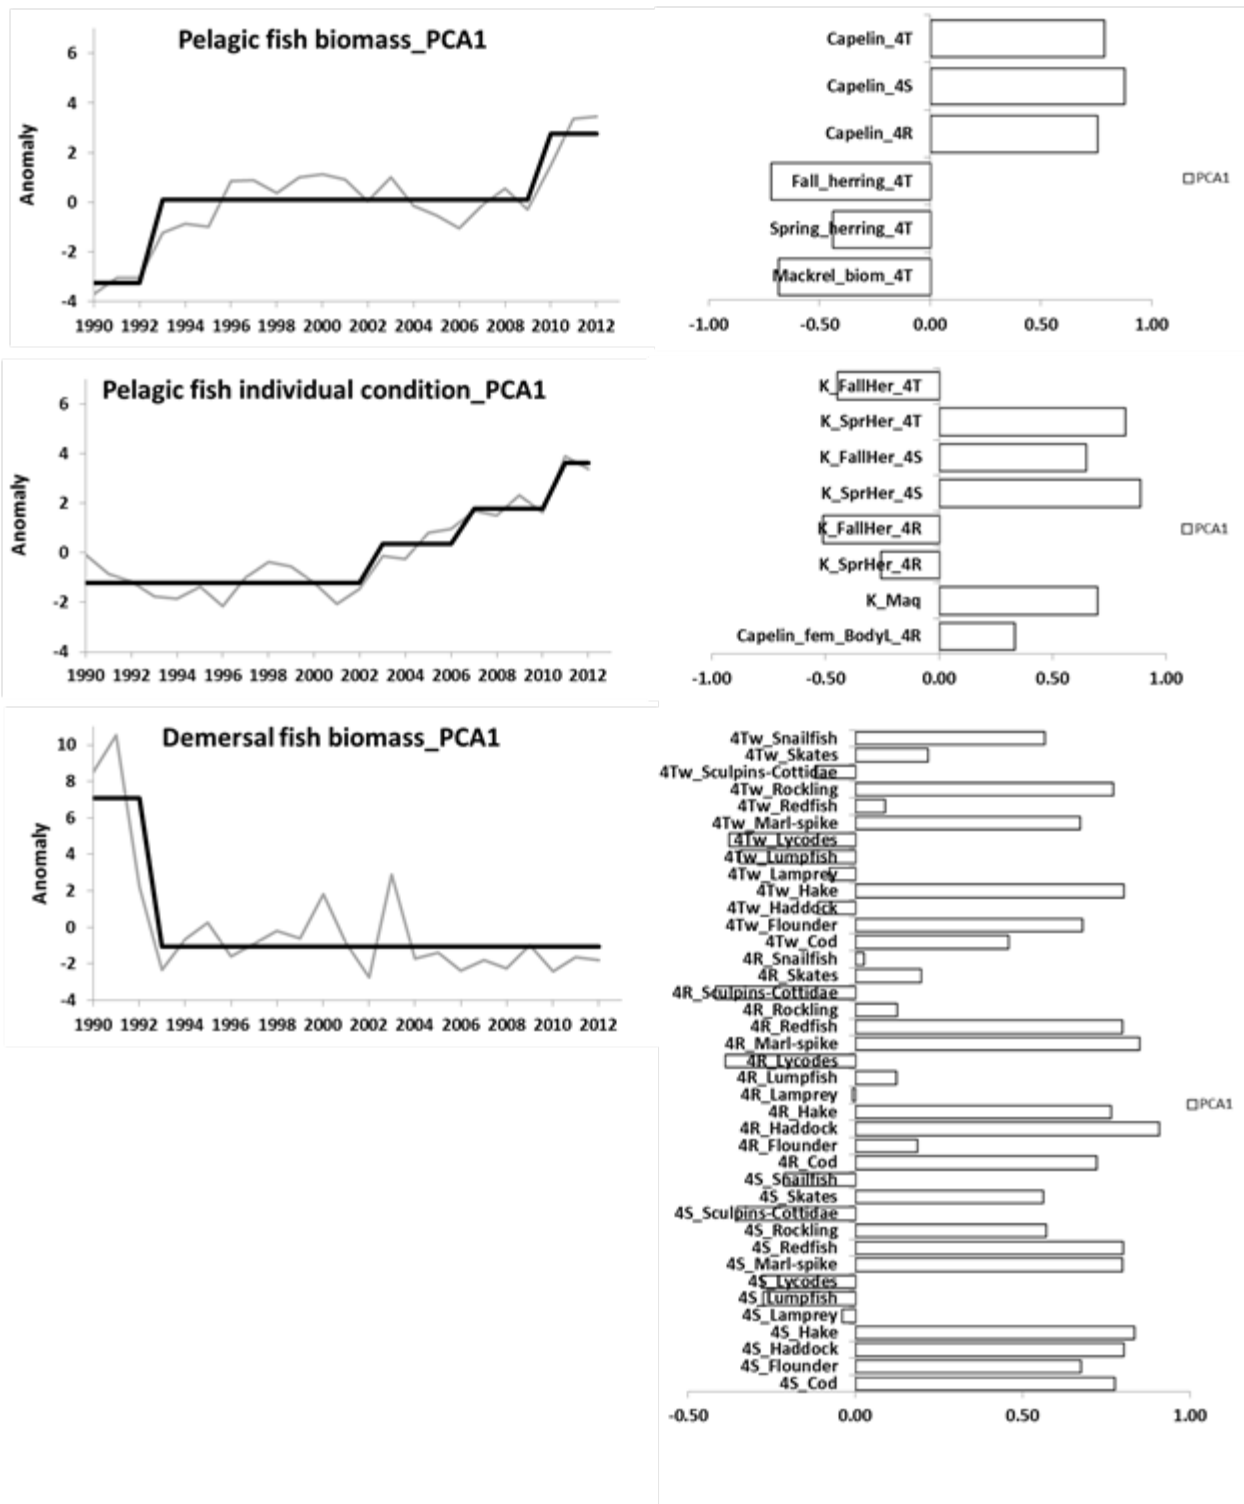 Pelagic fish biomass_PCA1
Anomaly
6
4
2
0
-2
-4
1990 1992 1994 1996 1998 2000 2002 2004 2006 2008 2010 2012
Capelin_4T
Capelin_4S
Capelin_4R
Fall_herring_4T
Spring_herring_4T
Mackrel_biom_4T
-1.00 -0.50 0.00 0.50 1.00
PCA1
Pelagic fish individual condition_PCA1
Anomaly
6
4
2
0
-2
-4
1990 1992 1994 1996 1998 2000 2002 2004 2006 2008 2010 2012
K_FallHer_4T
K_SprHer_4T
K_FallHer_4S
K_SprHer_4S
K_FallHer_4R
K_SprHer_4R
K_Maq
Capelin_fem_BodyL_4R
-1.00 -0.50 0.00 0.50 1.00
PCA1
Demersal fish biomass_PCA1
Anomaly
10
8
6
4
2
0
-2
-4
1990 1992 1994 1996 1998 2000 2002 2004 2006 2008 2010 2012
4Tw_Snailfish
4Tw_Skates
4Tw_Sculpins-Cottidae
4Tw_Rockling
4Tw_Redfish
4Tw_Marl-spike
4Tw_Lycodes
4Tw_Lumpfish
4Tw_Lamprey
4Tw_Hake
4Tw_Haddock
4Tw_Flounder
4Tw_Cod
4R_Snailfish
4R_Skates
4R_Sculpins-Cottidae
4R_Rockling
4R_Redfish
4R_Marl-spike
4R_Lycodes
4R_Lumpfish
4R_Lamprey
4R_Hake
4R_Haddock
4R_Flounder
4R_Cod
4S_Snailfish
4S_Skates
4S_Sculpins-Cottidae
4S_Rockling
4S_Redfish
4S_Marl-spike
4S_Lycodes
4S_Lumpfish
4S_Lamprey
4S_Hake
4S_Haddock
4S_Flounder
4S_Cod
-0.50 0.00 0.50 1.00
PCA1